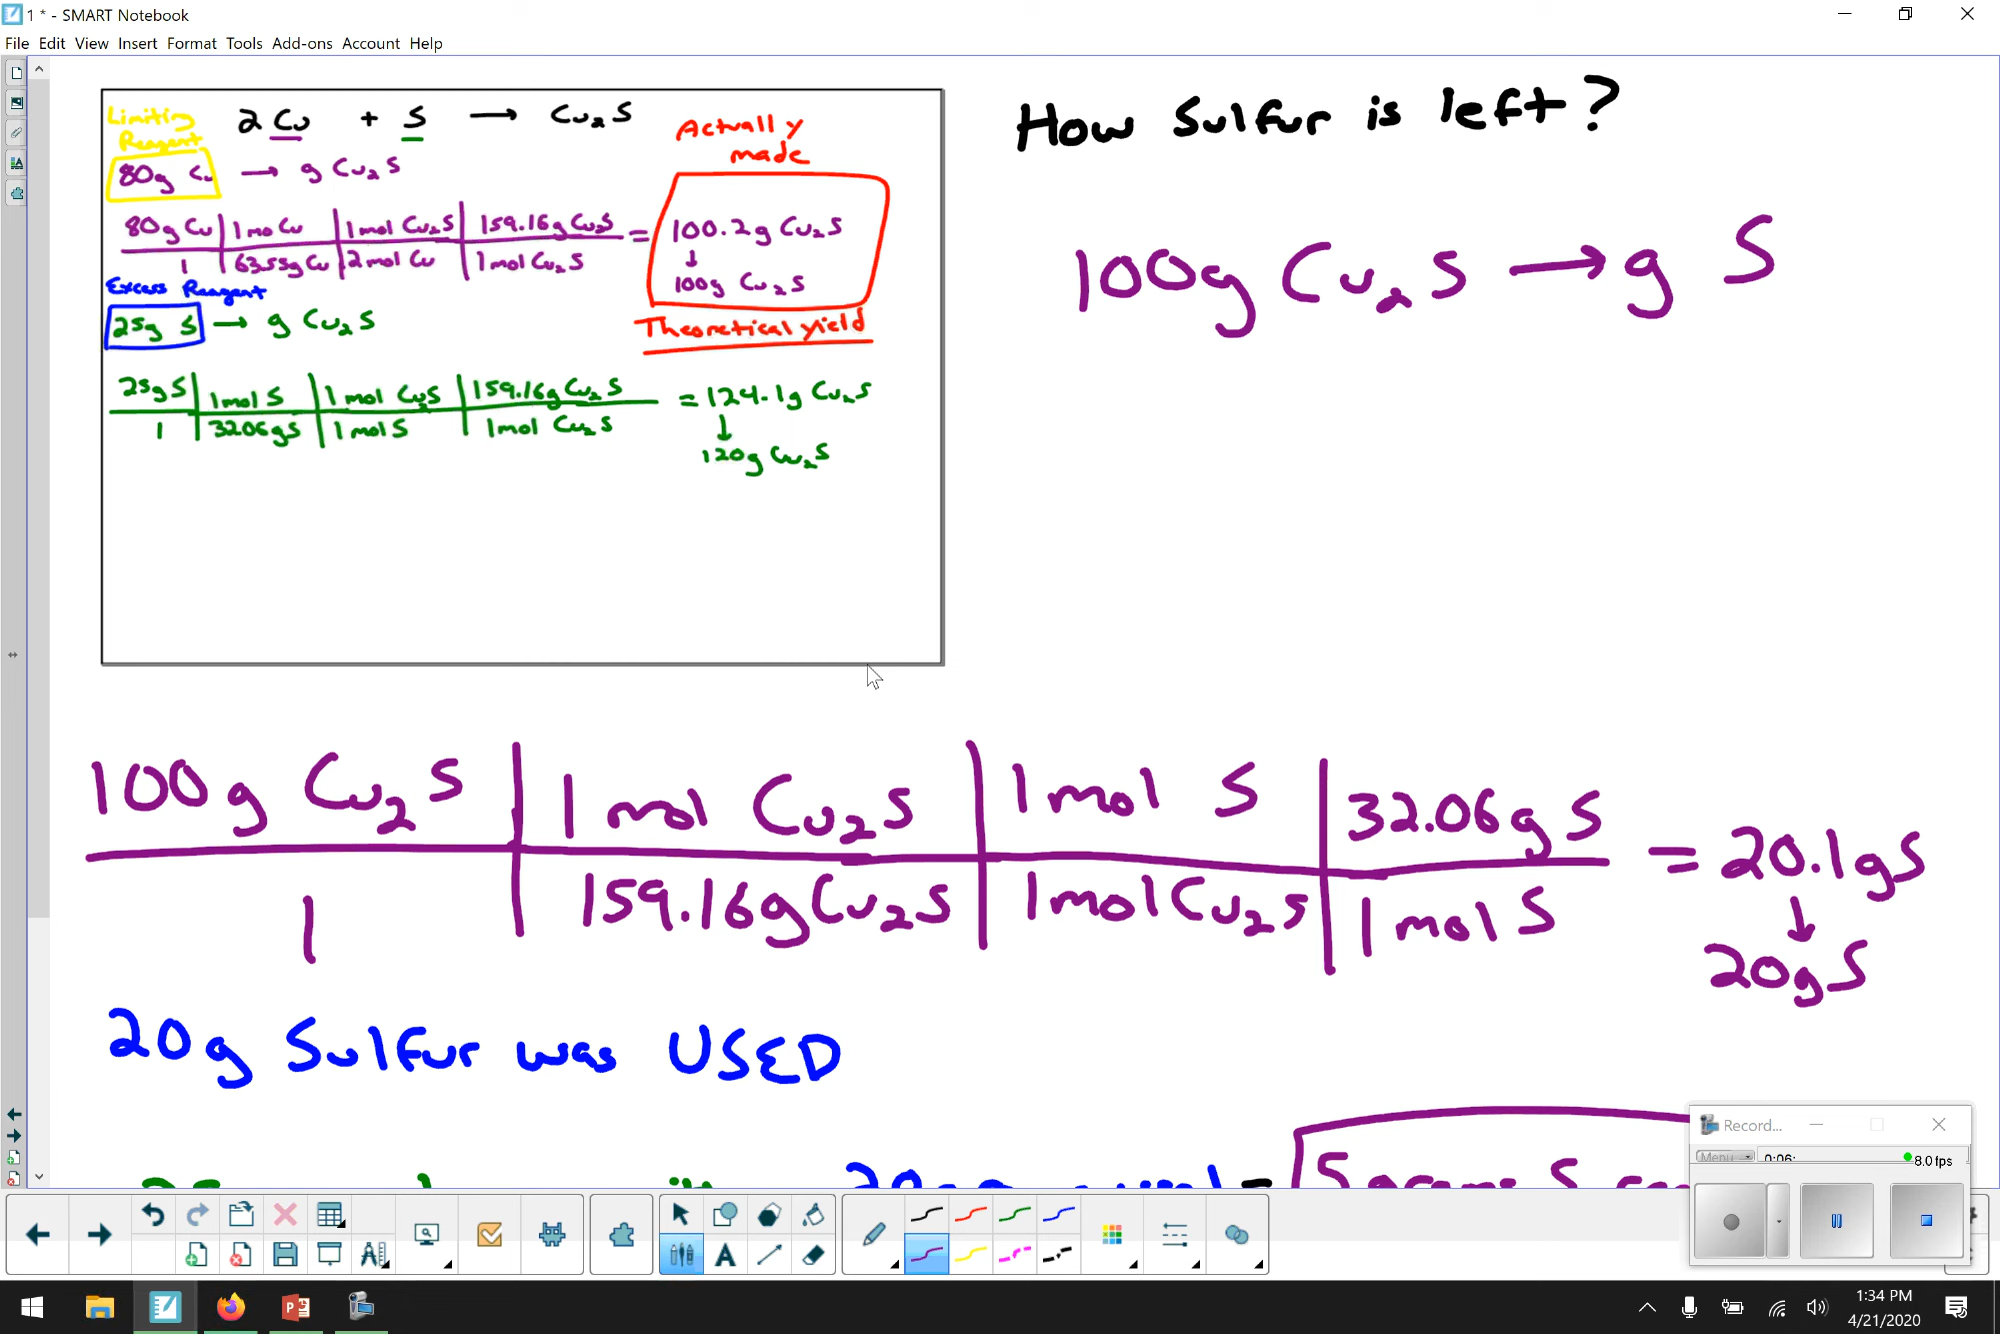 1 * - SMART Notebook
File Edit View Insert Format Tools Add-ons Account Help
Limiting Reagent
2 Cu + S → Cu₂S
80g Cu → g Cu₂S
80g Cu | 1 mo Cu | 1 mol Cu₂S | 159.16g Cu₂S =
1 | 63.55g Cu | 2 mol Cu | 1 mol Cu₂S
Actually made
100.2g Cu₂S
↓
100g Cu₂S
Theoretical yield
Excess Reagent
25g S → g Cu₂S
25g S | 1 mol S | 1 mol Cu₂S | 159.16g Cu₂S = 124.1g Cu₂S
1 | 32.06g S | 1 mol S | 1 mol Cu₂S
↓
120g Cu₂S
How Sulfur is left?
100g Cu₂S → g S
100g Cu₂S | 1 mol Cu₂S | 1 mol S | 32.06g S = 20.1g S
1 | 159.16g Cu₂S | 1 mol Cu₂S | 1 mol S
↓
20g S
20g Sulfur was USED
Record...
Menu
0:06:
8.0 fps
1:34 PM
4/21/2020